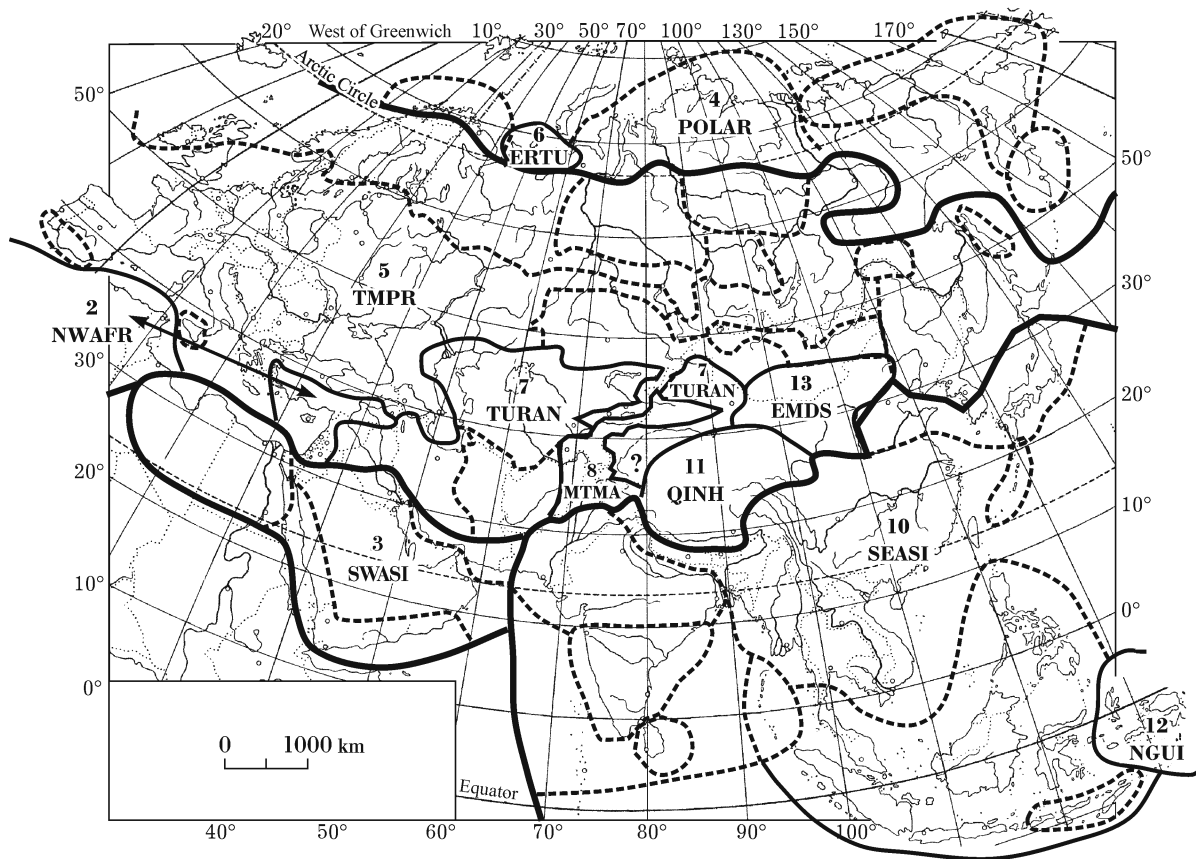 20° West of Greenwich 10° 30° 50° 70° 100° 130° 150° 170°
Arctic Circle
50°
4
POLAR
6
ERTU
50°
5
TMPR
30°
2
NWAFR
30°
7
TURAN
7
TURAN
13
EMDS
20°
20°
?
8
MTMA
11
QINH
10°
10
SEASI
3
SWASI
10°
0°
0°
12
NGUI
0 1000 km
Equator
40° 50° 60° 70° 80° 90° 100°